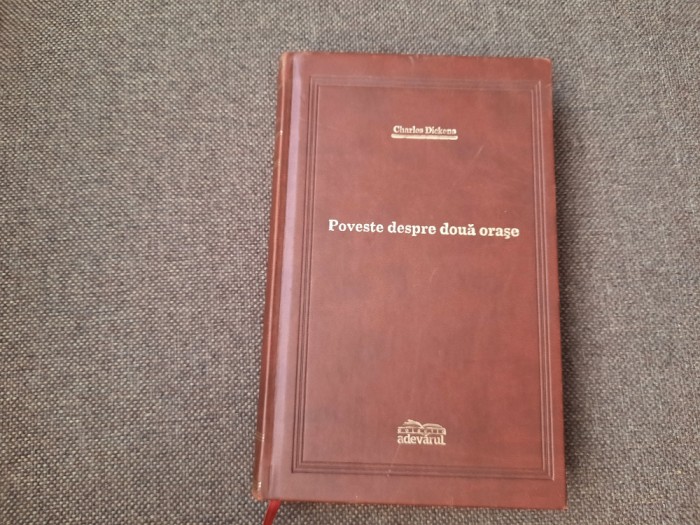 Charles Dickens
Poveste despre două orașe
adevărul